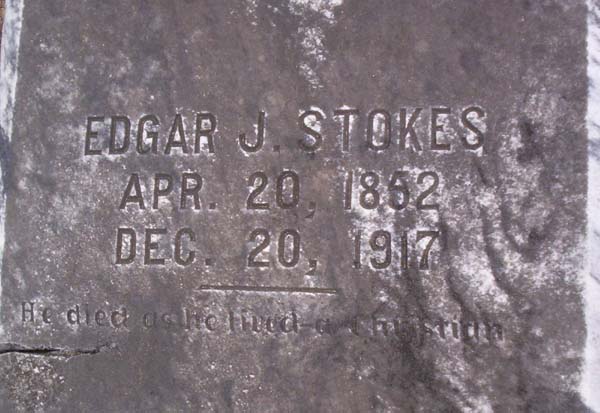 EDGAR J. STOKES
APR. 20, 1852
DEC. 20, 1917
He died as he lived a Christian